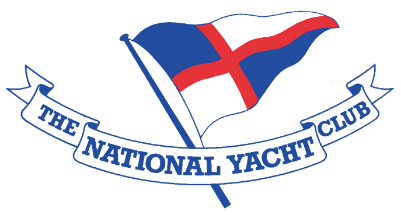 THE NATIONAL YACHT CLUB